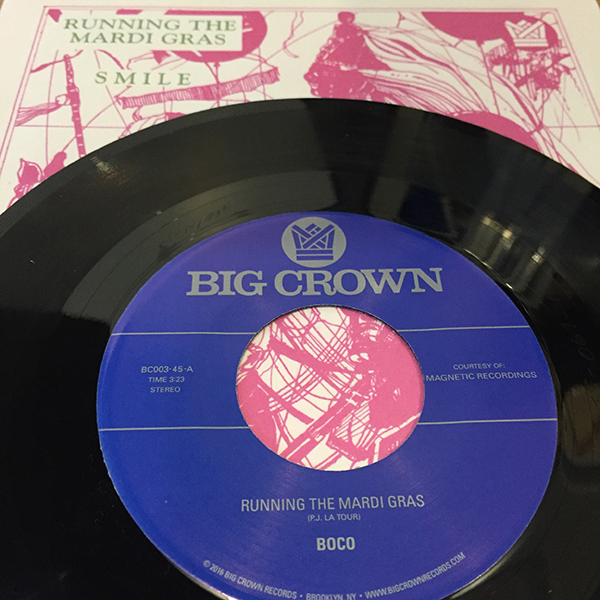 RUNNING THE
MARDI GRAS
SMILE
BIG CROWN
BC003-45-A
TIME 3:23
STEREO
COURTESY OF:
MAGNETIC RECORDINGS
RUNNING THE MARDI GRAS
(P.J. LA TOUR)
BOCO
© 2016 BIG CROWN RECORDS • BROOKLYN, NY • WWW.BIGCROWNRECORDS.COM